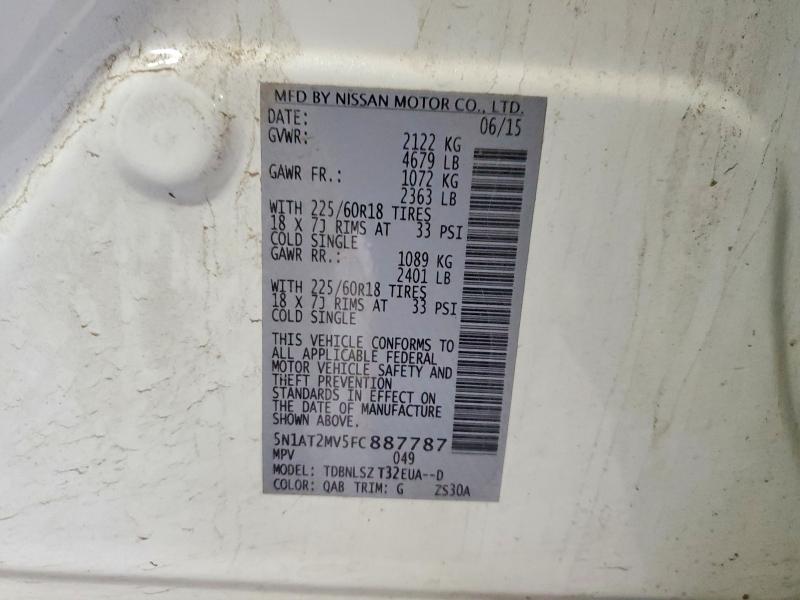 MFD BY NISSAN MOTOR CO., LTD.
DATE: 06/15
GVWR: 2122 KG
4679 LB
GAWR FR.: 1072 KG
2363 LB
WITH 225/60R18 TIRES
18 X 7J RIMS AT 33 PSI
COLD SINGLE
GAWR RR.: 1089 KG
2401 LB
WITH 225/60R18 TIRES
18 X 7J RIMS AT 33 PSI
COLD SINGLE
THIS VEHICLE CONFORMS TO
ALL APPLICABLE FEDERAL
MOTOR VEHICLE SAFETY AND
THEFT PREVENTION
STANDARDS IN EFFECT ON
THE DATE OF MANUFACTURE
SHOWN ABOVE.
5N1AT2MV5FC887787
MPV 049
MODEL: TDBNLSZ T32EUA--D
COLOR: QAB TRIM: G ZS30A